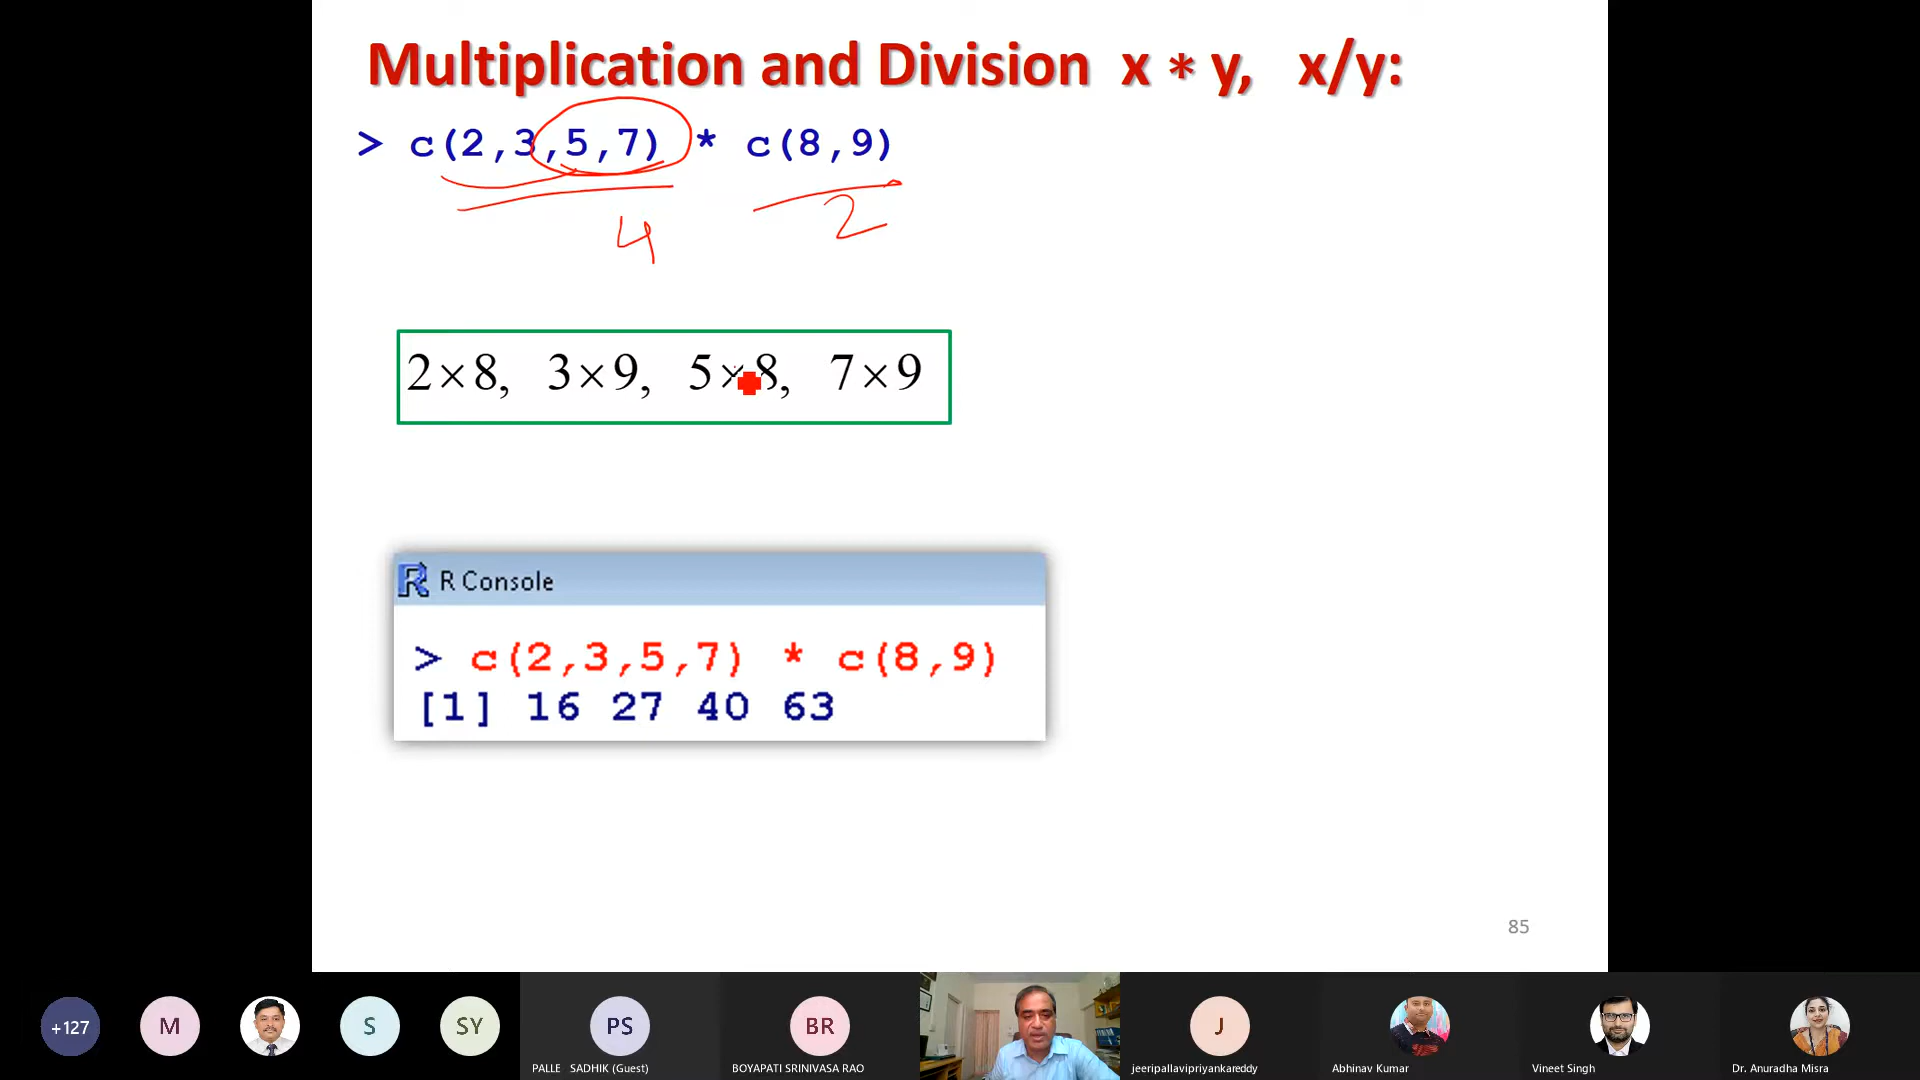 Multiplication and Division x * y, x/y:
> c(2,3,5,7) * c(8,9)
4 2
2×8, 3×9, 5×8, 7×9
R Console
> c(2,3,5,7) * c(8,9)
[1] 16 27 40 63
85
+127 M S SY PS BR J
PALLE SADHIK (Guest) BOYAPATI SRINIVASA RAO jeeripallavipriyankareddy Abhinav Kumar Vineet Singh Dr. Anuradha Misra